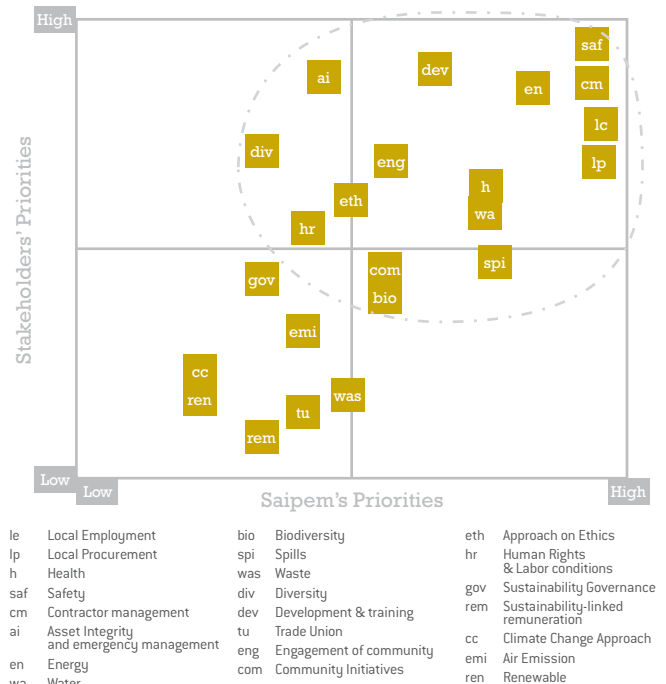 High
saf
dev
ai
cm
en
lc
div
eng
lp
h
eth
wa
hr
Stakeholders' Priorities
spi
com
gov
bio
emi
cc
was
ren
tu
rem
Low
Low
High
Saipem's Priorities
le Local Employment
lp Local Procurement
h Health
saf Safety
cm Contractor management
ai Asset Integrity
and emergency management
en Energy
wa Water
bio Biodiversity
spi Spills
was Waste
div Diversity
dev Development & training
tu Trade Union
eng Engagement of community
com Community Initiatives
eth Approach on Ethics
hr Human Rights
& Labor conditions
gov Sustainability Governance
rem Sustainability-linked
remuneration
cc Climate Change Approach
emi Air Emission
ren Renewable